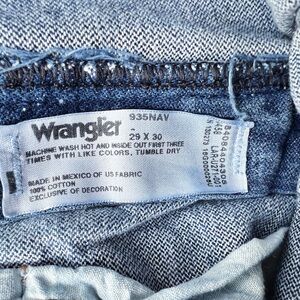 935NAV
Wrangler
29 X 30
MACHINE WASH HOT AND INSIDE OUT FIRST THREE
TIMES WITH LIKE COLORS, TUMBLE DRY
MADE IN MEXICO OF US FABRIC
100% COTTON
EXCLUSIVE OF DECORATION